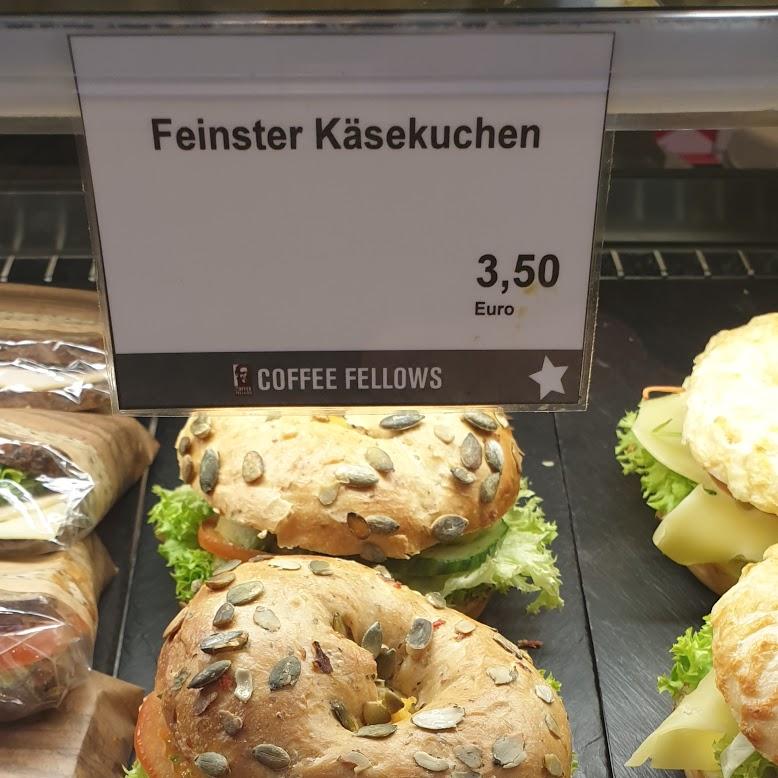 Feinster Käsekuchen
3,50
Euro
COFFEE FELLOWS